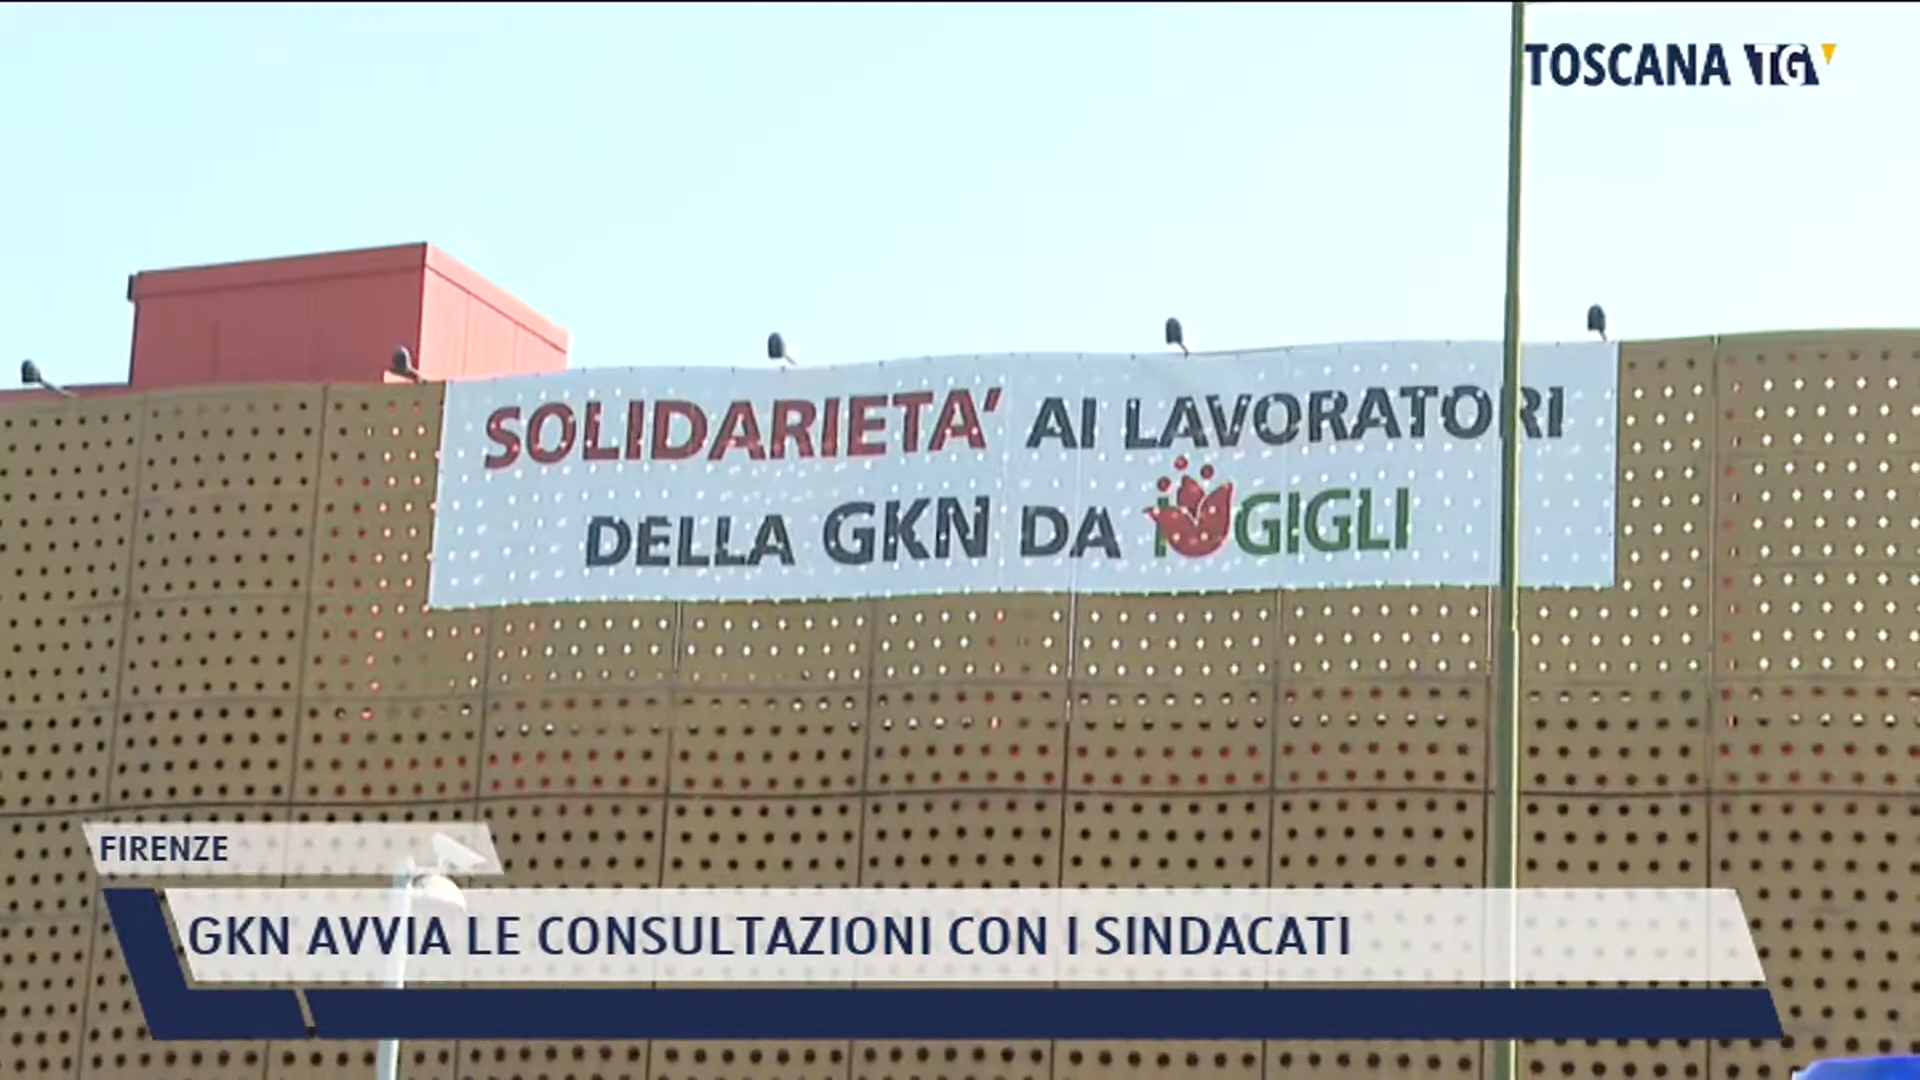 TOSCANA TG
SOLIDARIETA' AI LAVORATORI
DELLA GKN DA I GIGLI
FIRENZE
GKN AVVIA LE CONSULTAZIONI CON I SINDACATI